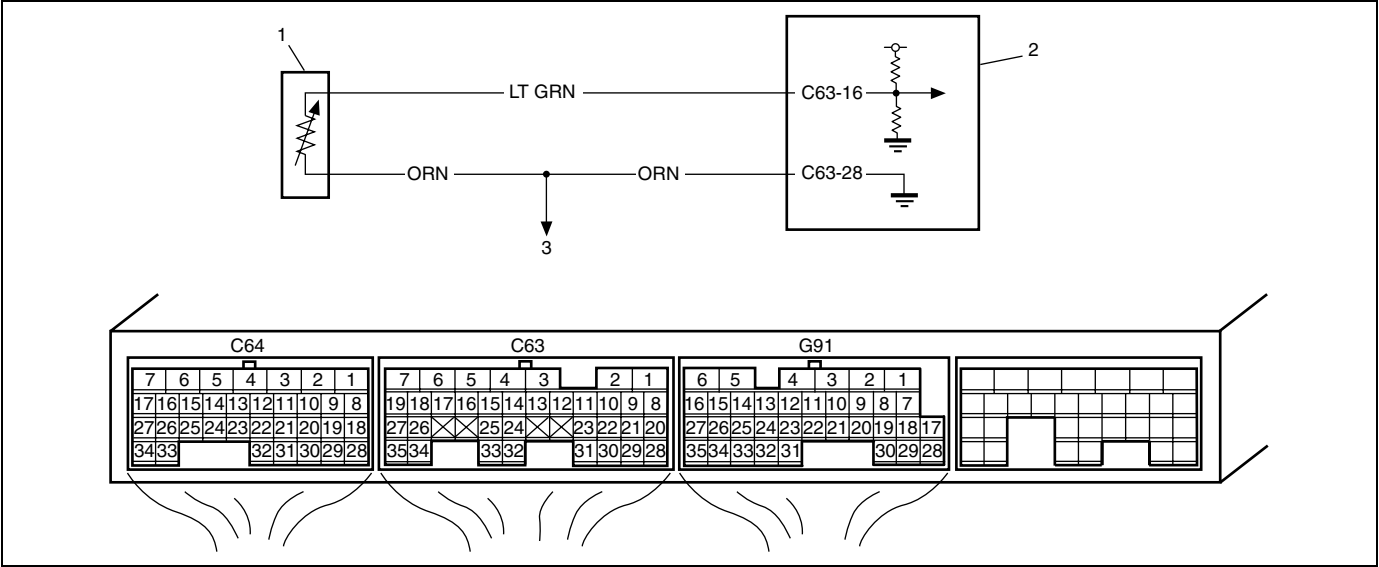 1
2
LT GRN
C63-16
ORN
ORN
C63-28
3
C64
C63
G91
7 6 5 4 3 2 1
17 16 15 14 13 12 11 10 9 8
27 26 25 24 23 22 21 20 19 18
34 33 32 31 30 29 28
7 6 5 4 3 2 1
19 18 17 16 15 14 13 12 11 10 9 8
27 26 25 24 23 22 21 20
35 34 33 32 31 30 29 28
6 5 4 3 2 1
16 15 14 13 12 11 10 9 8 7
27 26 25 24 23 22 21 20 19 18 17
35 34 33 32 31 30 29 28